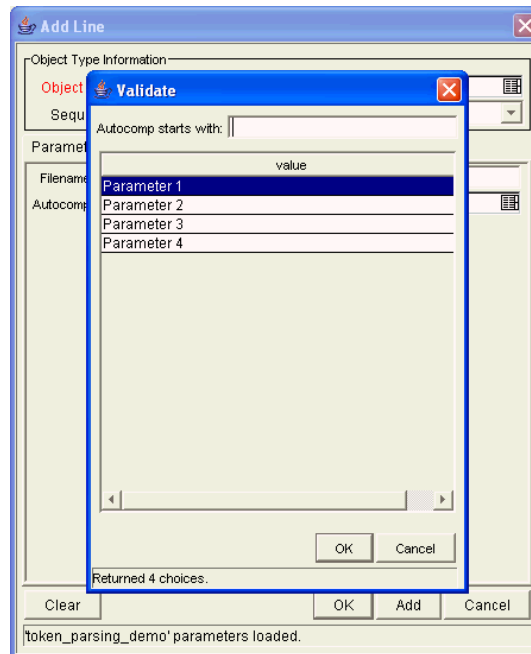 Add Line
Object Type Information
Object
Validate
Sequ
Autocomp starts with:
Paramet
value
Filename
Parameter 1
Autocomp
Parameter 2
Parameter 3
Parameter 4
OK Cancel
Returned 4 choices.
Clear OK Add Cancel
'token_parsing_demo' parameters loaded.